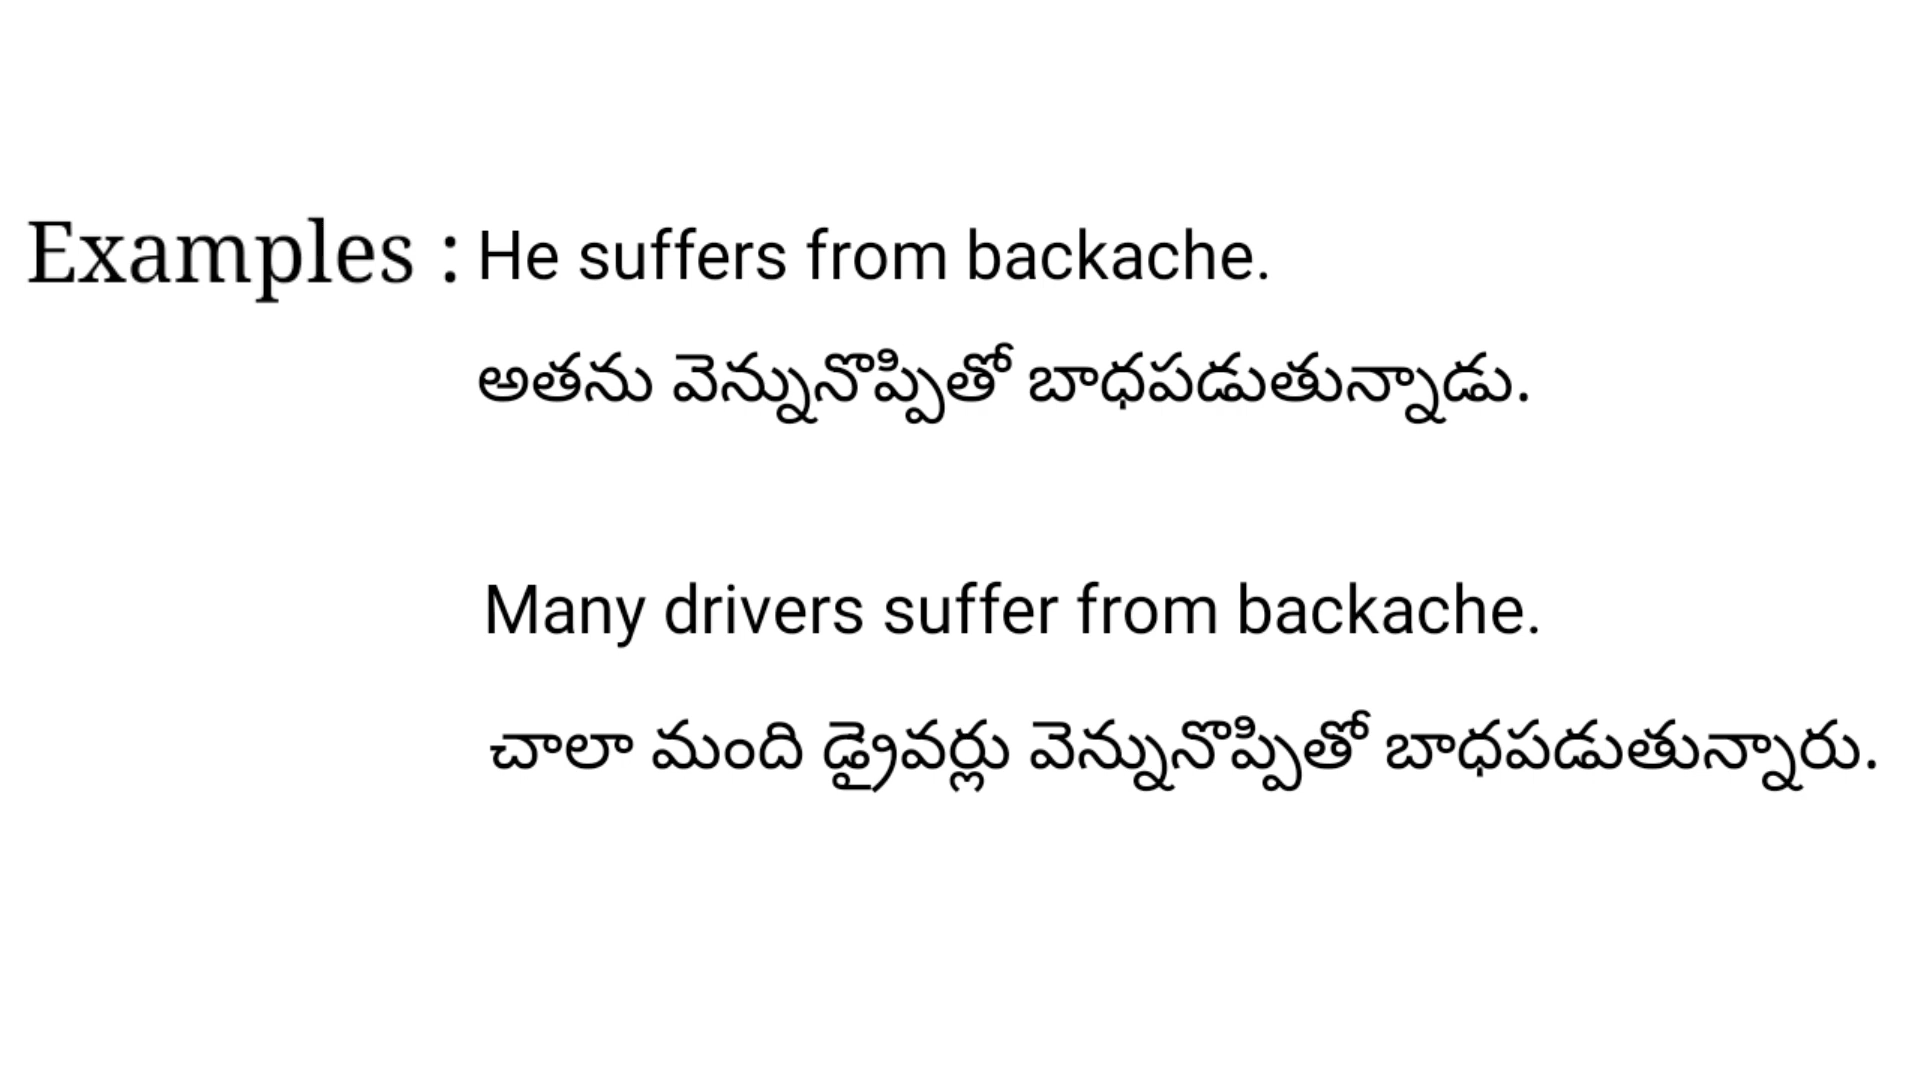 Examples : He suffers from backache.
అతను వెన్నునొప్పితో బాధపడుతున్నాడు.
Many drivers suffer from backache.
చాలా మంది డ్రైవర్లు వెన్నునొప్పితో బాధపడుతున్నారు.